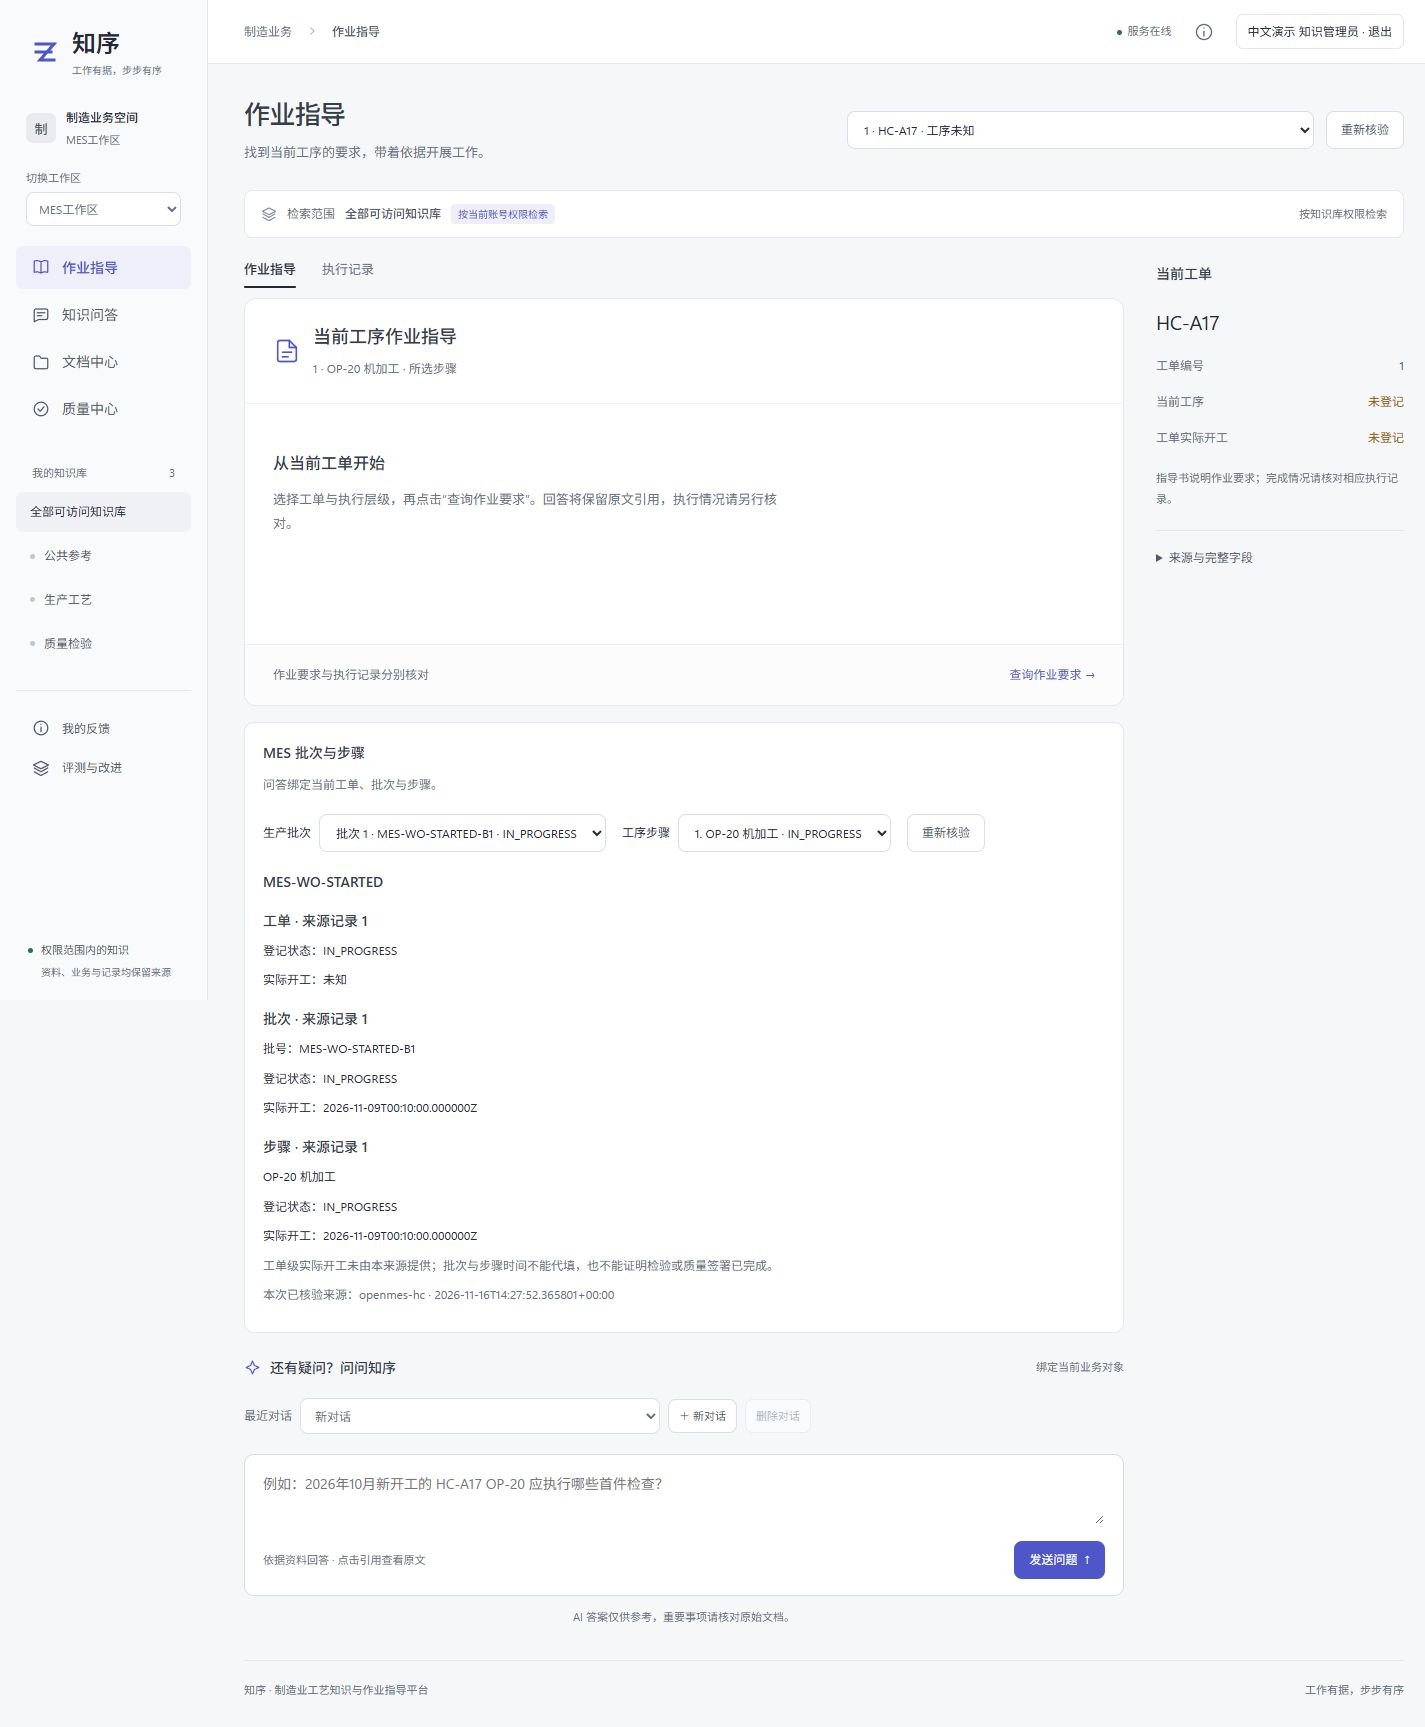 知序
工作有据，步步有序
制
制造业务空间
MES工作区
切换工作区
MES工作区
作业指导
知识问答
文档中心
质量中心
我的知识库 3
全部可访问知识库
公共参考
生产工艺
质量检验
我的反馈
评测与改进
权限范围内的知识
资料、业务与记录均保留来源
制造业务 作业指导
服务在线
中文演示 知识管理员 · 退出
作业指导
找到当前工序的要求，带着依据开展工作。
1 · HC-A17 · 工序未知
重新核验
检索范围 全部可访问知识库 按当前账号权限检索
按知识库权限检索
作业指导 执行记录
当前工序作业指导
1 · OP-20 机加工 · 所选步骤
从当前工单开始
选择工单与执行层级，再点击“查询作业要求”。回答将保留原文引用，执行情况请另行核
对。
作业要求与执行记录分别核对
查询作业要求 →
当前工单
HC-A17
工单编号 1
当前工序 未登记
工单实际开工 未登记
指导书说明作业要求；完成情况请核对相应执行记
录。
来源与完整字段
MES 批次与步骤
问答绑定当前工单、批次与步骤。
生产批次 批次 1 · MES-WO-STARTED-B1 · IN_PROGRESS 工序步骤 1. OP-20 机加工 · IN_PROGRESS 重新核验
MES-WO-STARTED
工单 · 来源记录 1
登记状态：IN_PROGRESS
实际开工：未知
批次 · 来源记录 1
批号：MES-WO-STARTED-B1
登记状态：IN_PROGRESS
实际开工：2026-11-09T00:10:00.000000Z
步骤 · 来源记录 1
OP-20 机加工
登记状态：IN_PROGRESS
实际开工：2026-11-09T00:10:00.000000Z
工单级实际开工未由本来源提供；批次与步骤时间不能代填，也不能证明检验或质量签署已完成。
本次已核验来源：openmes-hc · 2026-11-16T14:27:52.365801+00:00
还有疑问？问问知序
绑定当前业务对象
最近对话 新对话 + 新对话 删除对话
例如：2026年10月新开工的 HC-A17 OP-20 应执行哪些首件检查？
依据资料回答 · 点击引用查看原文
发送问题 ↑
AI 答案仅供参考，重要事项请核对原始文档。
知序 · 制造业工艺知识与作业指导平台
工作有据，步步有序